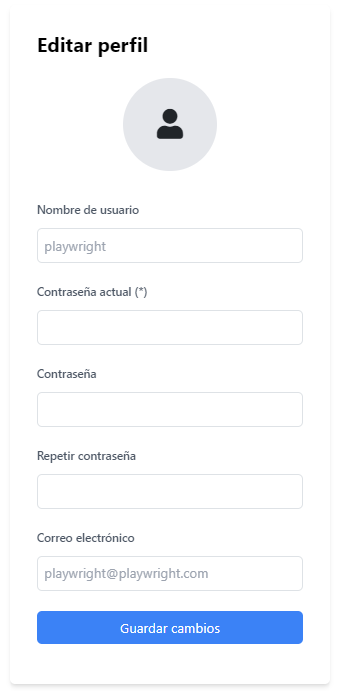 Editar perfil
Nombre de usuario
playwright
Contraseña actual (*)
Contraseña
Repetir contraseña
Correo electrónico
playwright@playwright.com
Guardar cambios